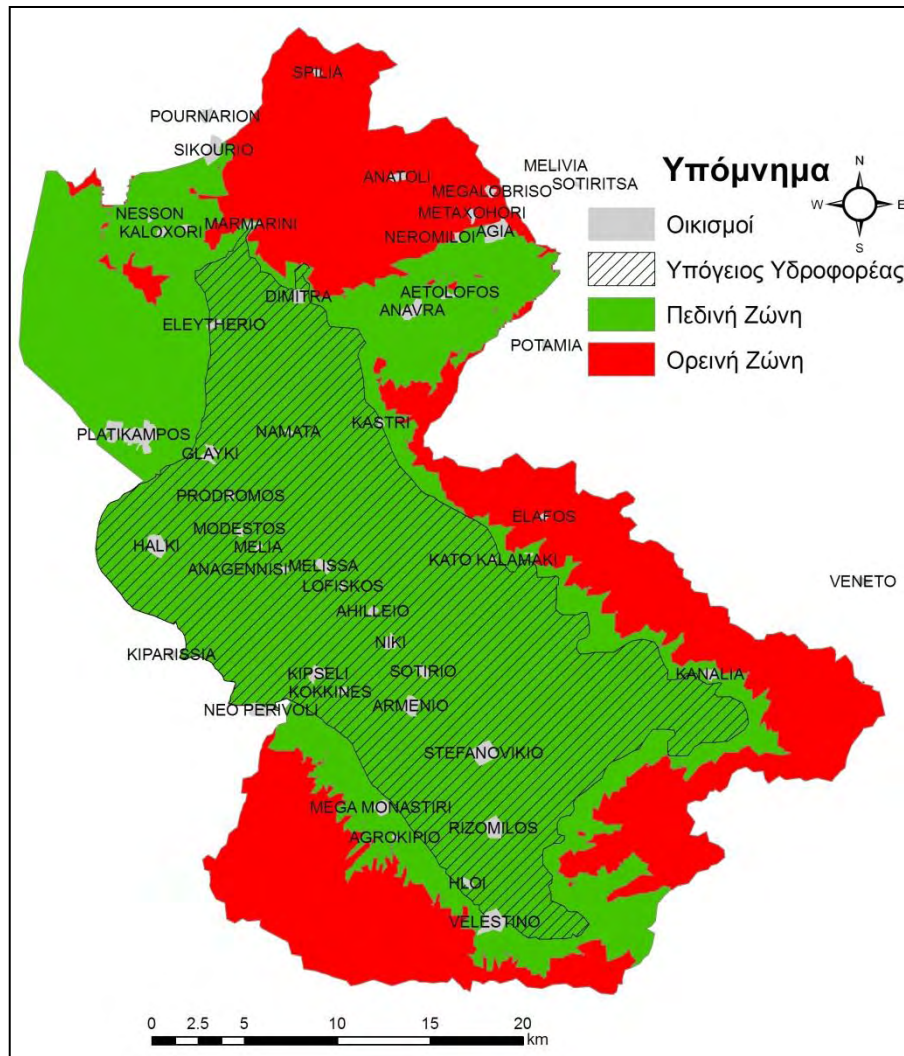 SPILIA
POURNARION
SIKOURIO
ANATOLI
MELIVIA
SOTIRITSA
MEGALOBRISO
NESSON
METAXOHORI
KALOXORI
MARMARINI
NEROMILOI
AGIA
DIMITRA
AETOLOFOS
ANAVRA
ELEYTHERIO
POTAMIA
KASTRI
PLATIKAMPOS
NAMATA
GLAYKI
PRODROMOS
ELAFOS
MODESTOS
HALKI
MELIA
KATO KALAMAKI
ANAGENNISI
MELISSA
LOFISKOS
VENETO
AHILLEIO
NIKI
KIPARISSIA
KIPSELI
SOTIRIO
KANALIA
KOKKINES
NEO PERIVOLI
ARMENIO
STEFANOVIKIO
MEGA MONASTIRI
RIZOMILOS
AGROKIPIO
HLOI
VELESTINO
Υπόμνημα
Οικισμοί
Υπόγειος Υδροφορέας
Πεδινή Ζώνη
Ορεινή Ζώνη
N
W E
S
0 2.5 5 10 15 20
km